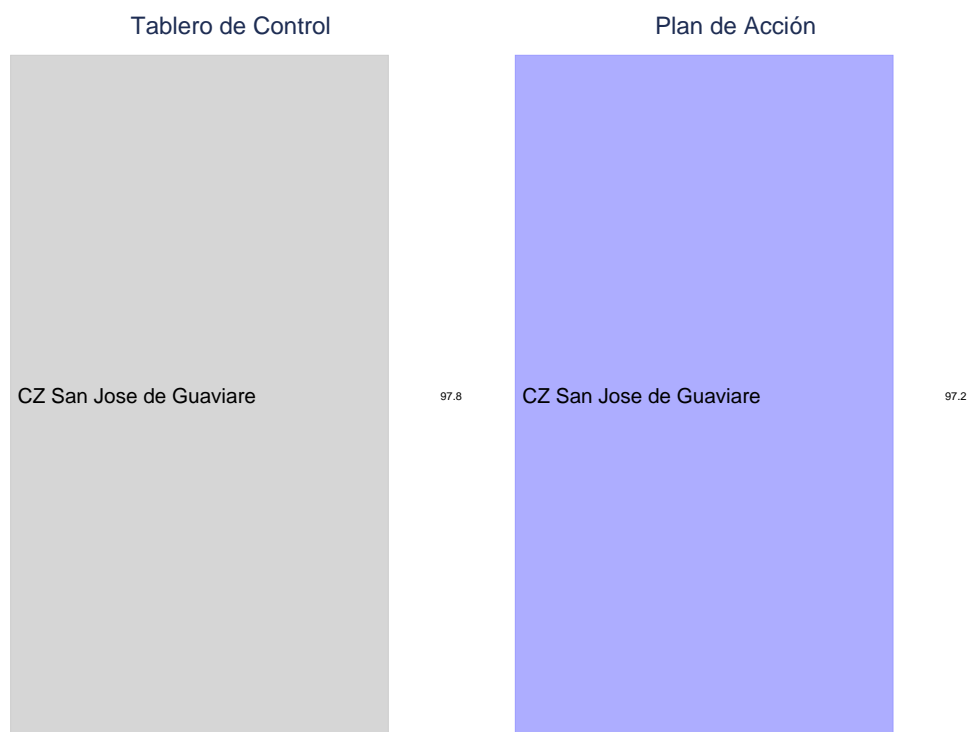 Tablero de Control
CZ San Jose de Guaviare
97.8
Plan de Acción
CZ San Jose de Guaviare
97.2